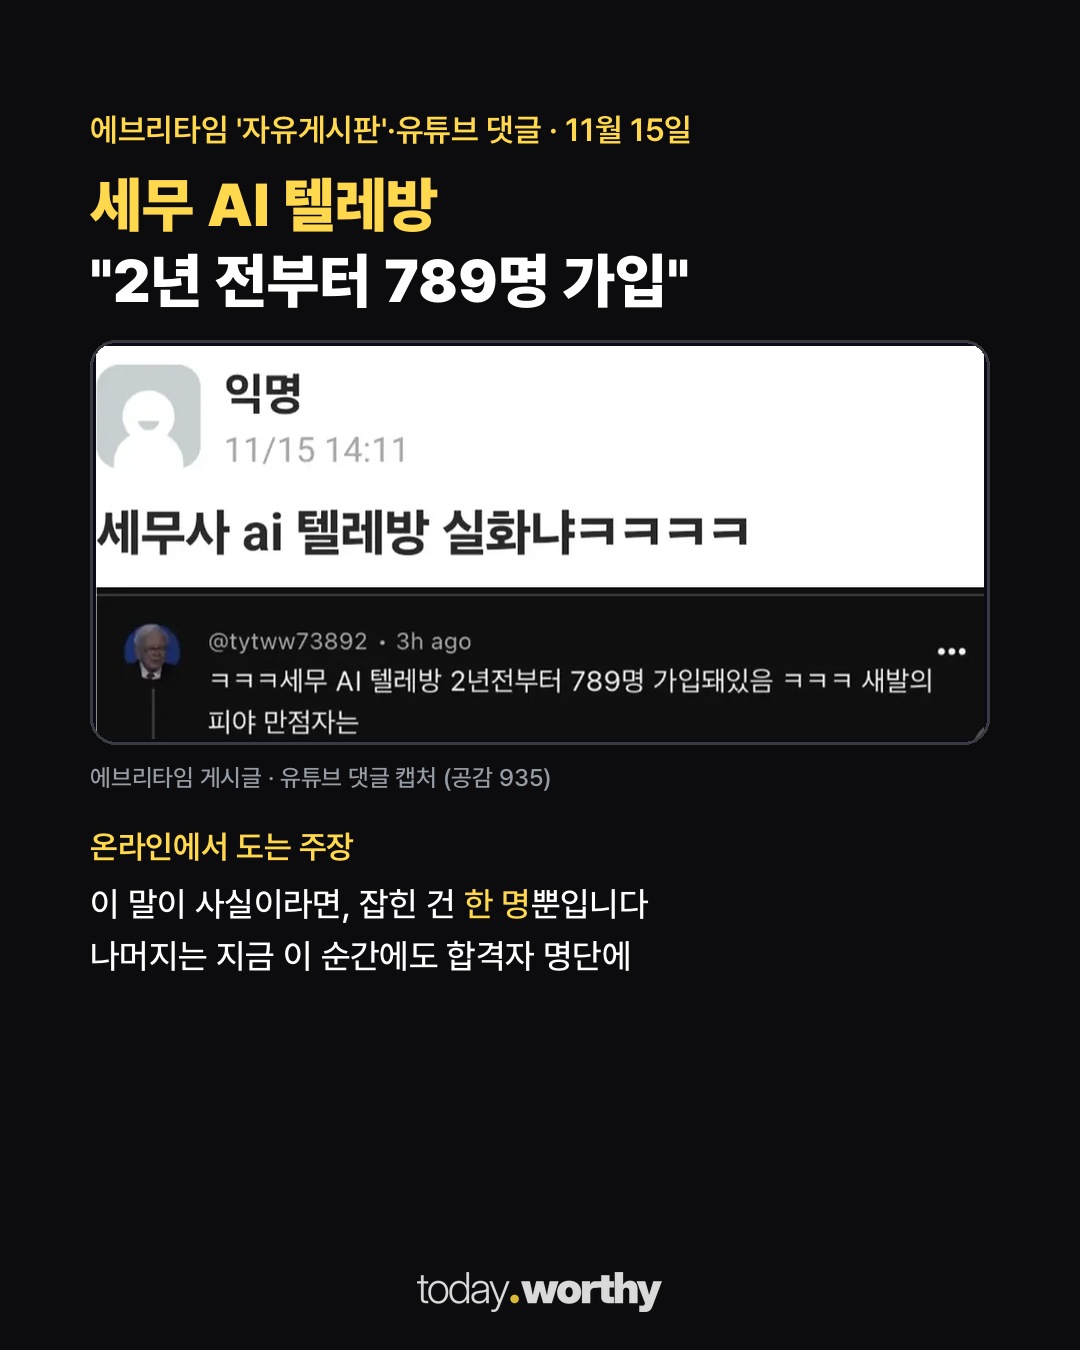 에브리타임 '자유게시판'·유튜브 댓글 · 11월 15일
세무 AI 텔레방
"2년 전부터 789명 가입"
익명
11/15 14:11
세무사 ai 텔레방 실화냐ㅋㅋㅋㅋ
@tytww73892 • 3h ago
ㅋㅋㅋ세무 AI 텔레방 2년전부터 789명 가입돼있음 ㅋㅋㅋ 새발의
피야 만점자는
에브리타임 게시글 · 유튜브 댓글 캡처 (공감 935)
온라인에서 도는 주장
이 말이 사실이라면, 잡힌 건 한 명뿐입니다
나머지는 지금 이 순간에도 합격자 명단에
today.worthy